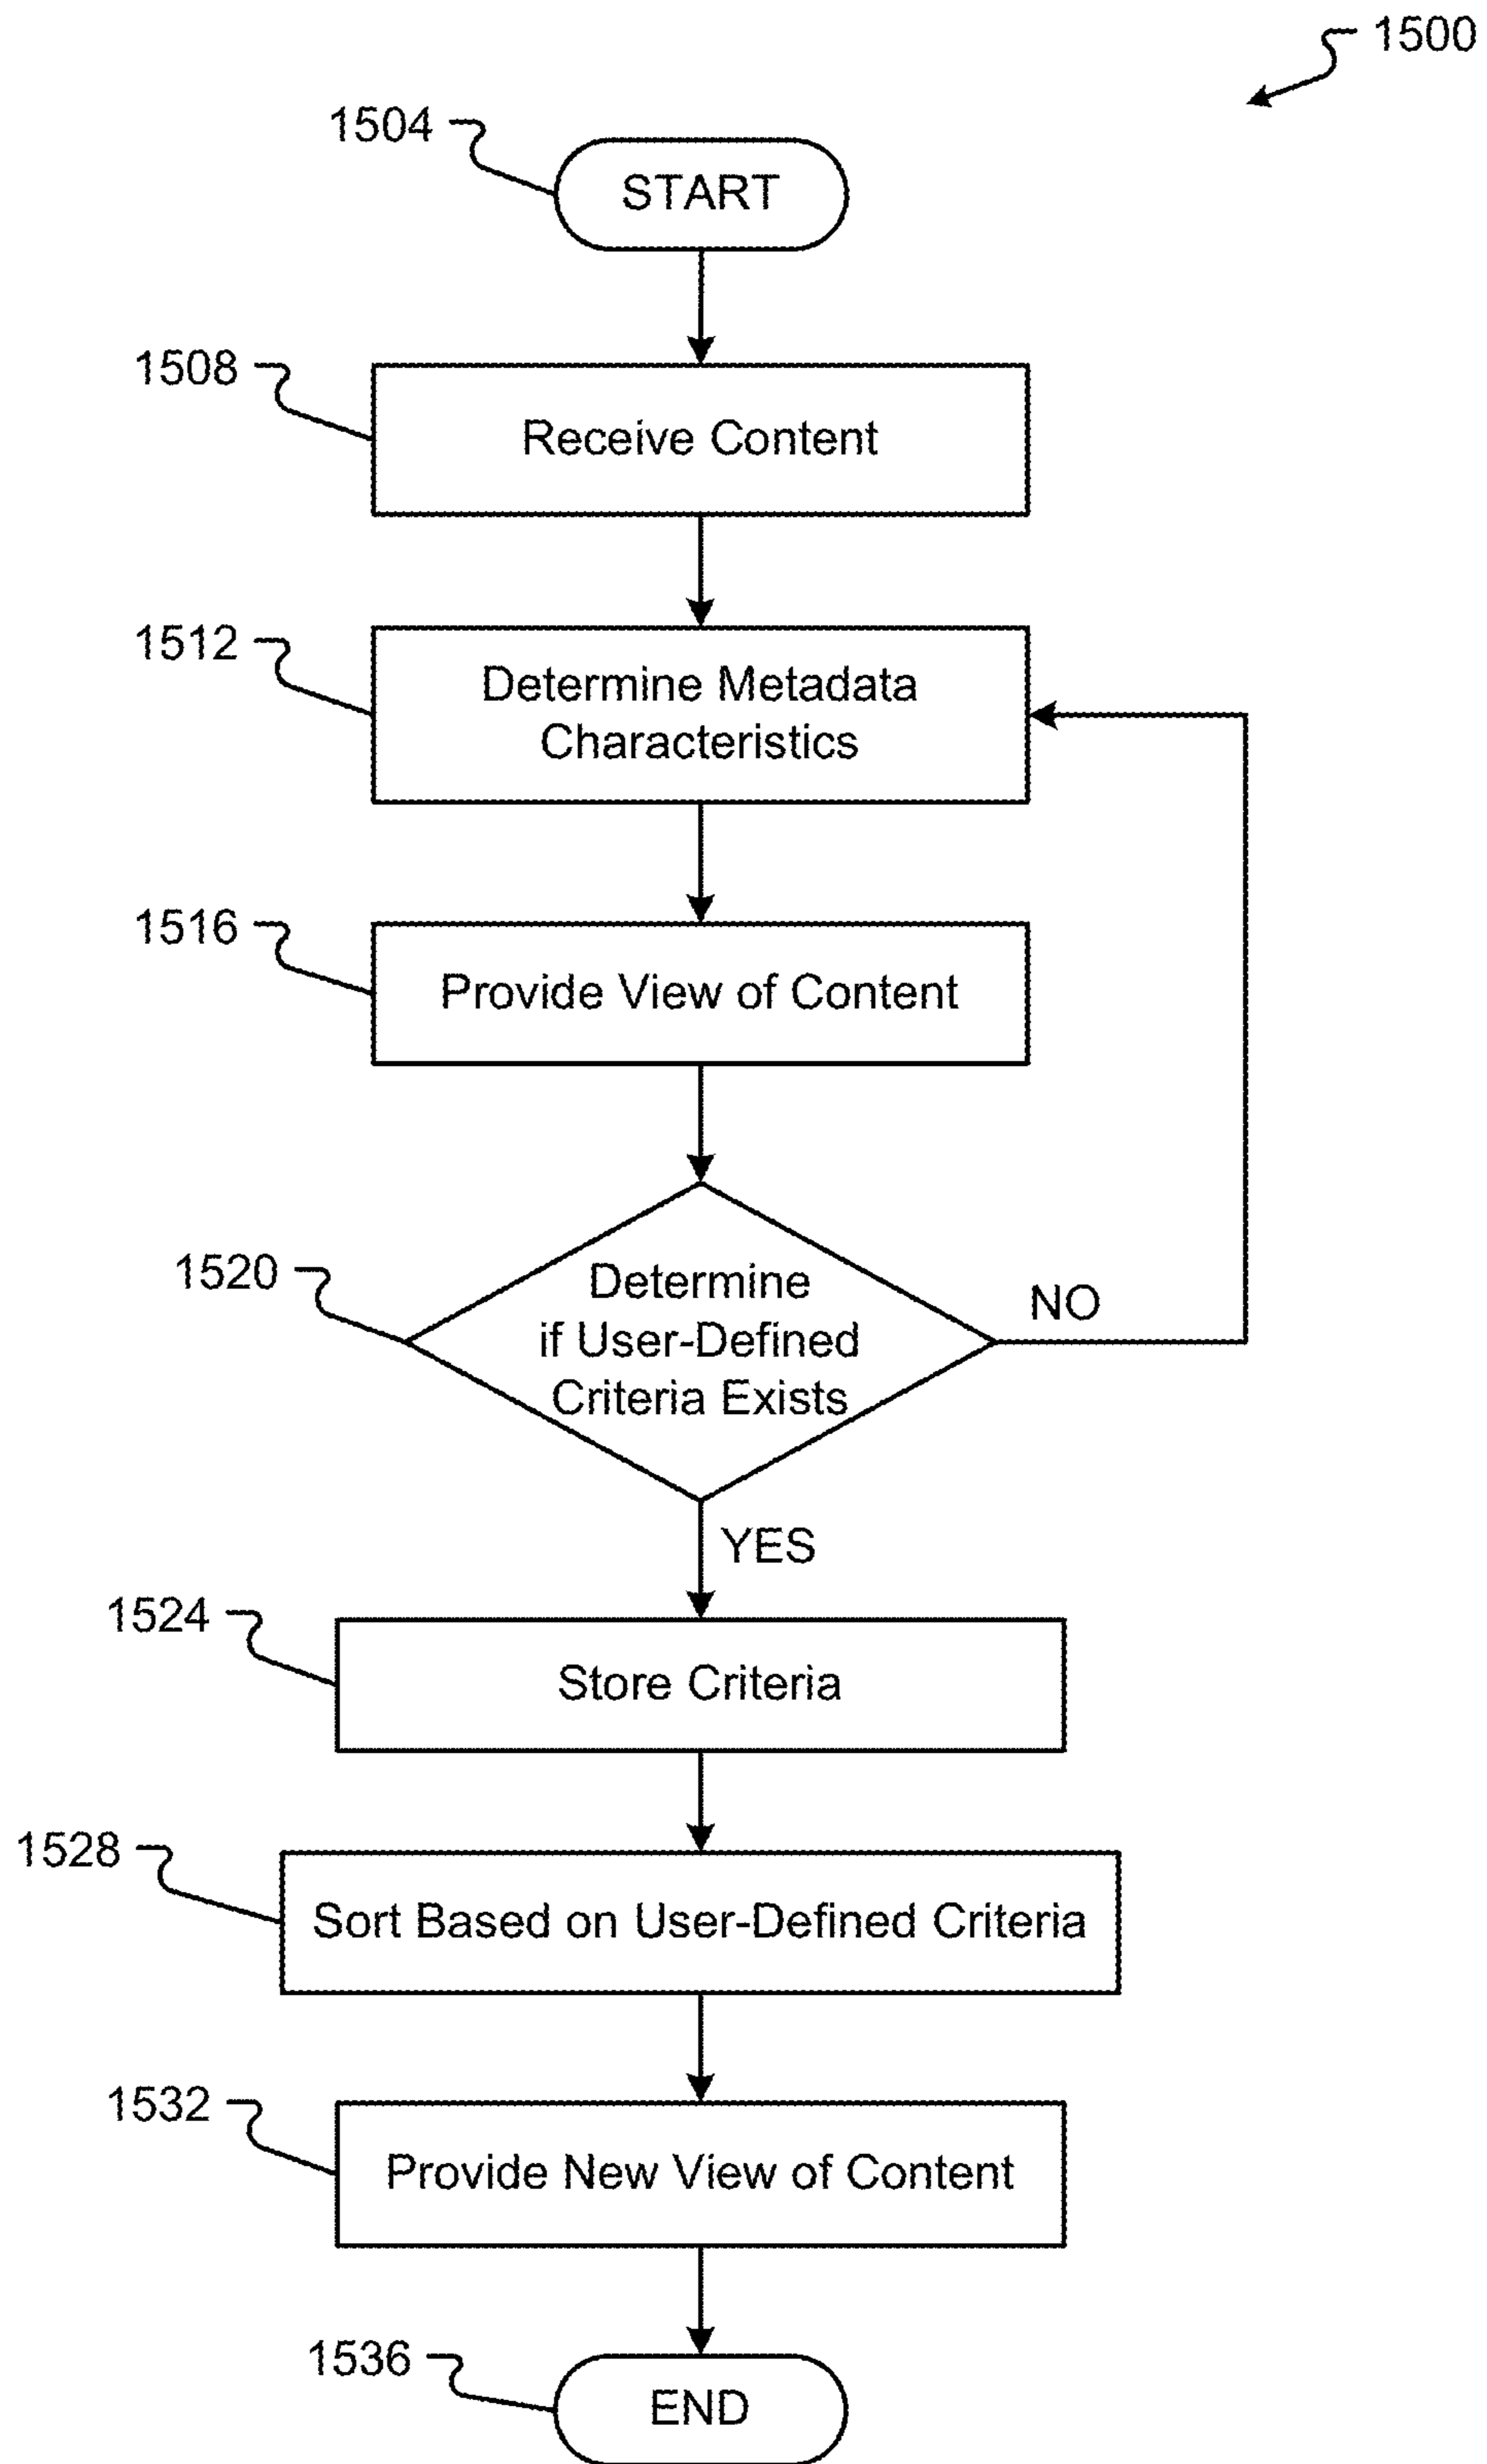 1500
1504
START
1508
Receive Content
1512
Determine Metadata
Characteristics
1516
Provide View of Content
1520
Determine
if User-Defined
Criteria Exists
NO
YES
1524
Store Criteria
1528
Sort Based on User-Defined Criteria
1532
Provide New View of Content
1536
END